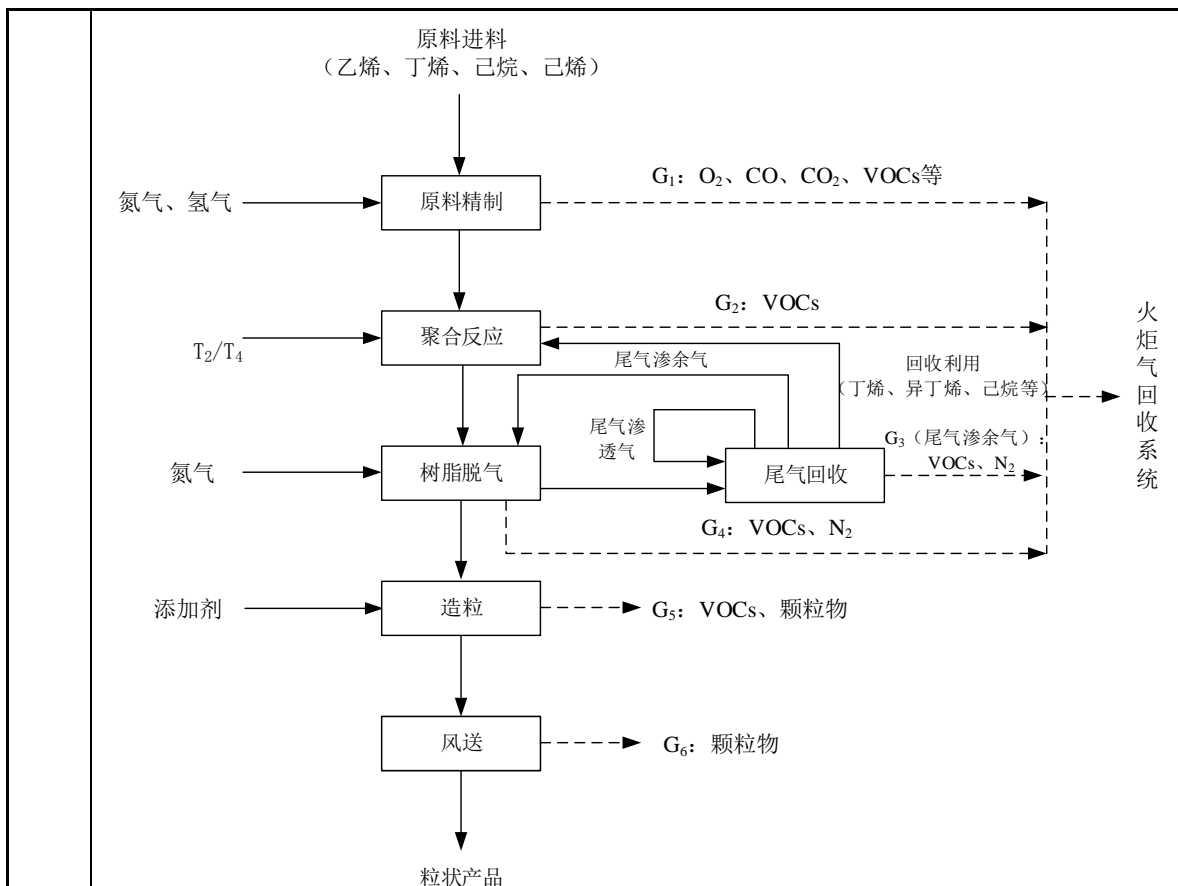 原料进料
（乙烯、丁烯、己烷、己烯）
G₁：O₂、CO、CO₂、VOCs等
氮气、氢气
原料精制
G₂：VOCs
聚合反应
T₂/T₄
尾气渗余气
回收利用
（丁烯、异丁烯、己烷等）
火炬气回收系统
尾气渗
透气
G₃（尾气渗余气）：
VOCs、N₂
氮气
树脂脱气
尾气回收
G₄：VOCs、N₂
添加剂
造粒
G₅：VOCs、颗粒物
风送
G₆：颗粒物
粒状产品